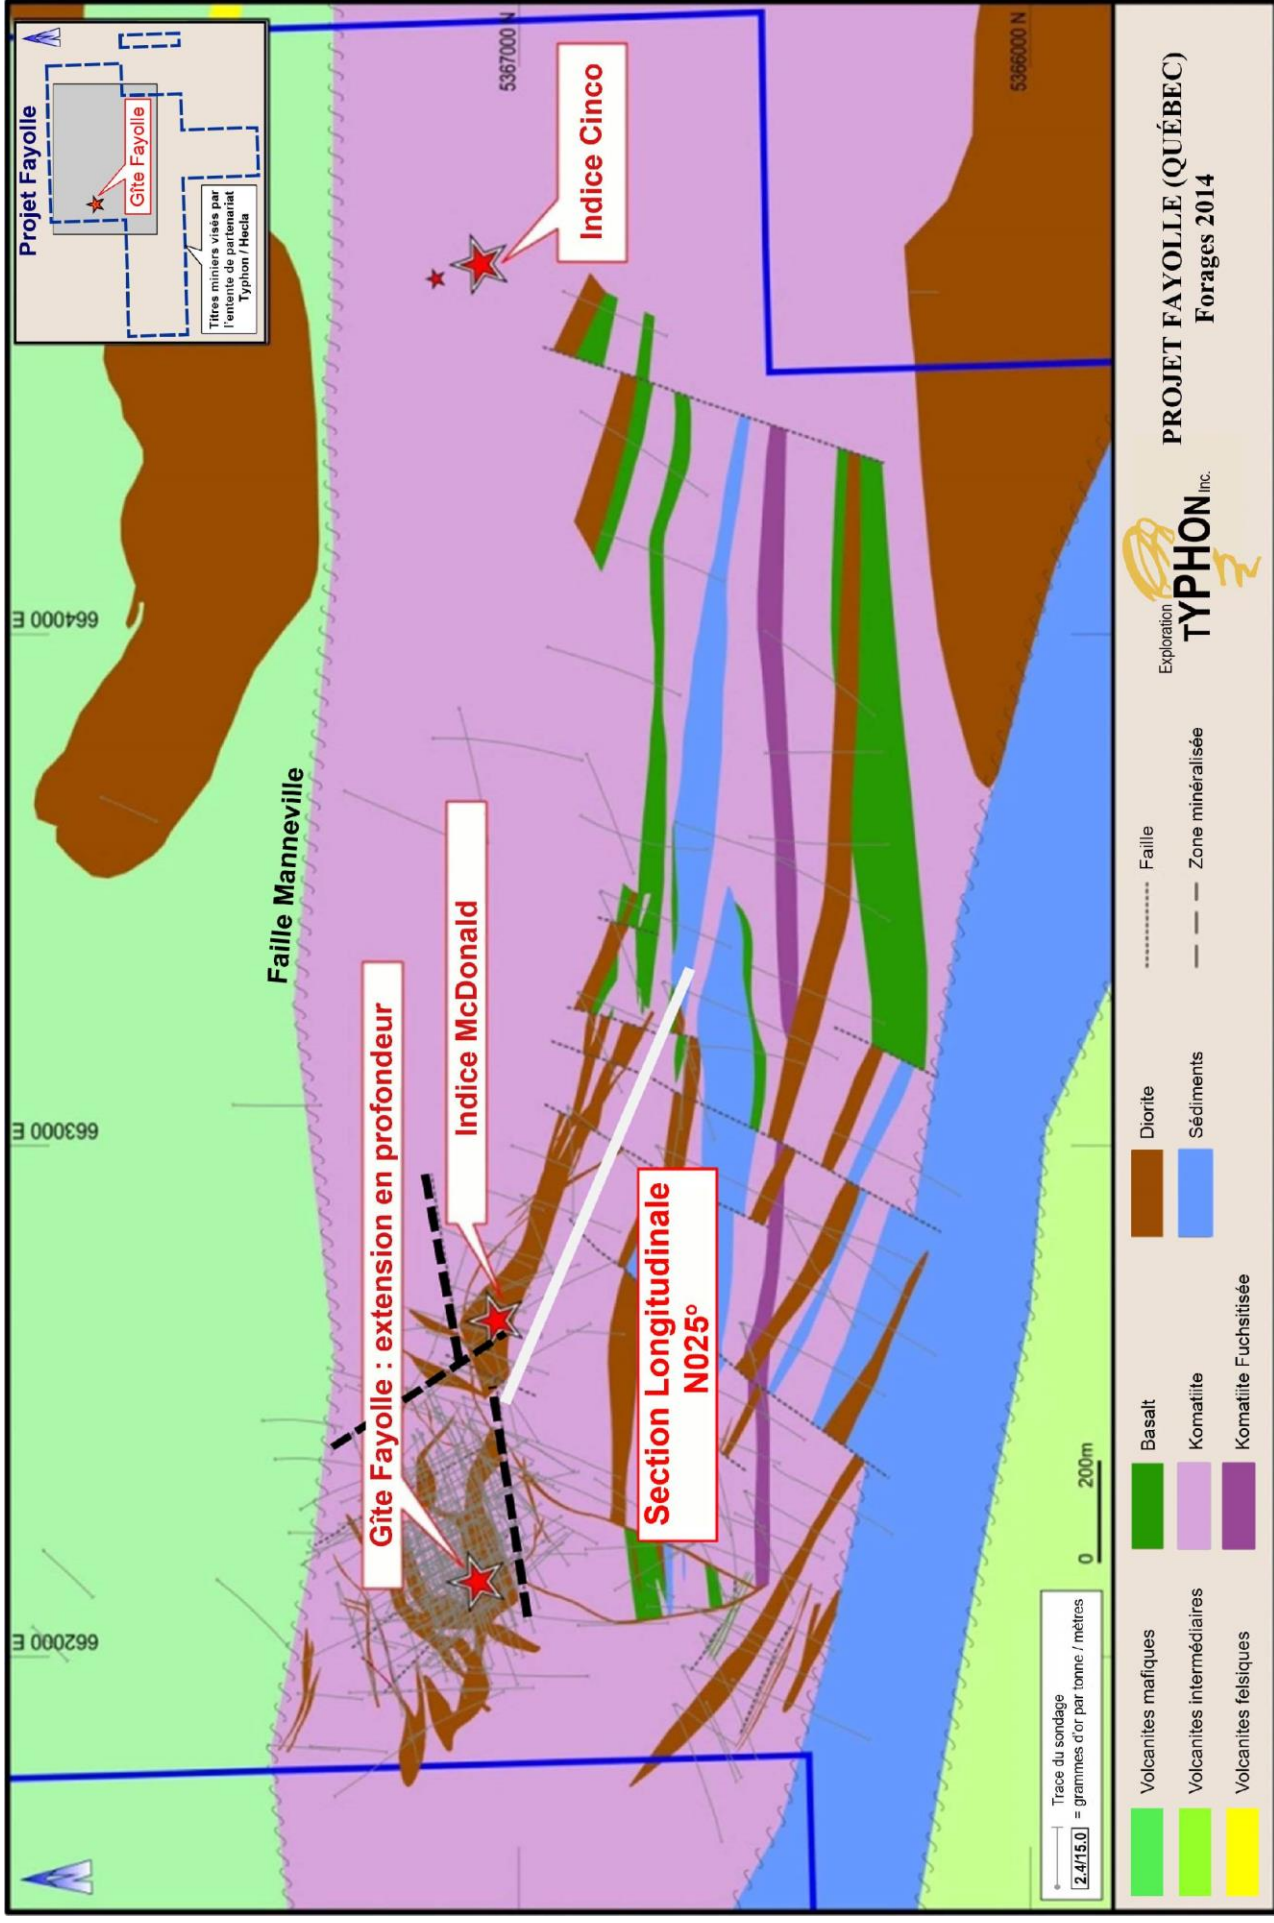 Projet Fayolle
Gîte Fayolle
Titres miniers visés par
l'entente de partenariat
Typhon / Hecla
664000 E
663000 E
662000 E
5367000 N
5366000 N
Faille Manneville
Indice Cinco
Indice McDonald
Gîte Fayolle : extension en profondeur
Section Longitudinale
N025°
Trace du sondage
2.4/15.0 = grammes d'or par tonne / mètres
0 200m
Volcanites mafiques
Volcanites intermédiaires
Volcanites felsiques
Basalt
Komatiite
Komatiite Fuchsitisée
Diorite
Sédiments
Faille
Zone minéralisée
Exploration
TYPHON Inc.
PROJET FAYOLLE (QUÉBEC)
Forages 2014